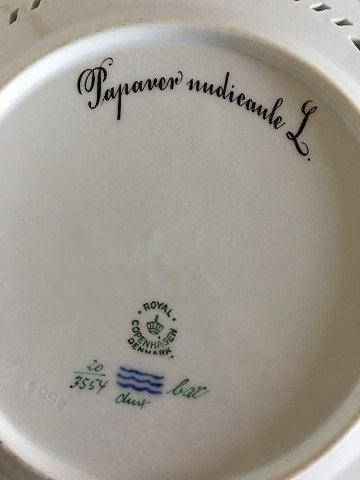 Papaver nudicaule L.
ROYAL
COPENHAGEN
DENMARK
20
3554